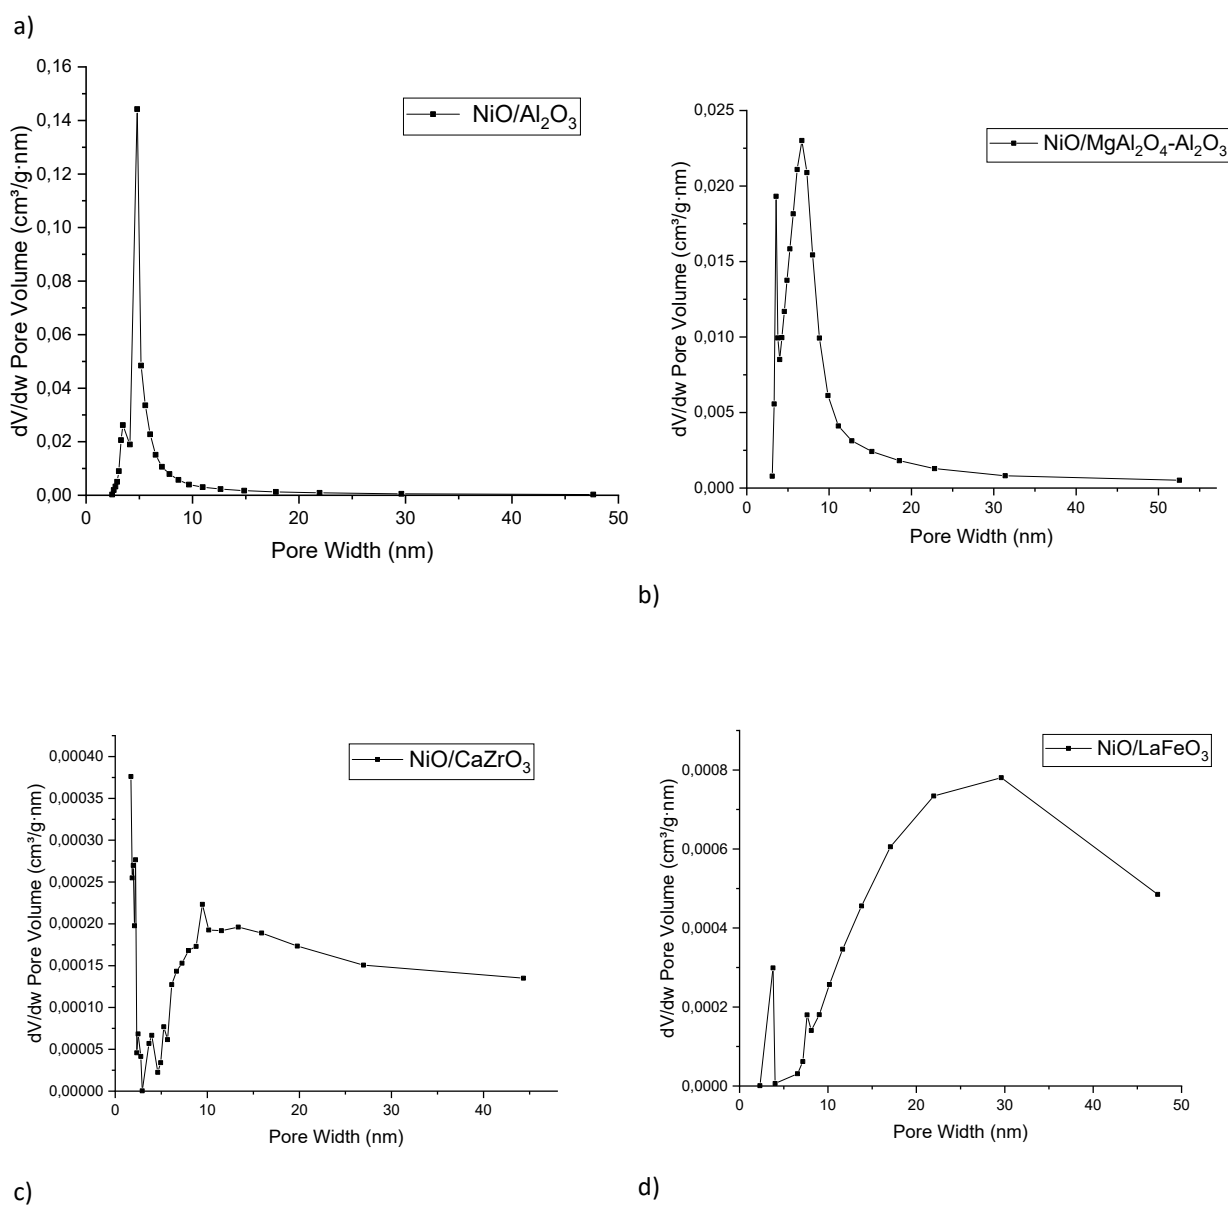 a)
0,16
0,14
0,12
0,10
0,08
0,06
0,04
0,02
0,00
0 10 20 30 40 50
dV/dw Pore Volume (cm³/g·nm)
Pore Width (nm)
NiO/Al₂O₃
0,025
0,020
0,015
0,010
0,005
0,000
0 10 20 30 40 50
dV/dw Pore Volume (cm³/g·nm)
Pore Width (nm)
NiO/MgAl₂O₄-Al₂O₃
b)
0,00040
0,00035
0,00030
0,00025
0,00020
0,00015
0,00010
0,00005
0,00000
0 10 20 30 40
dV/dw Pore Volume (cm³/g·nm)
Pore Width (nm)
NiO/CaZrO₃
0,0008
0,0006
0,0004
0,0002
0,0000
0 10 20 30 40 50
dV/dw Pore Volume (cm³/g·nm)
Pore Width (nm)
NiO/LaFeO₃
c)
d)